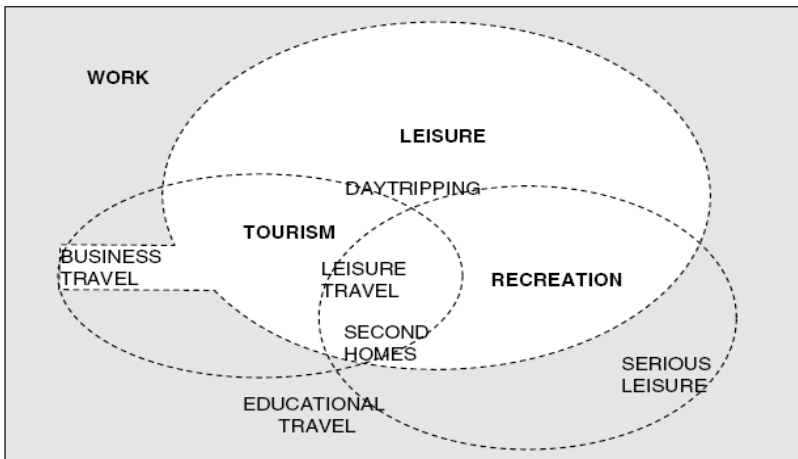 WORK
LEISURE
DAYTRIPPING
TOURISM
BUSINESS
TRAVEL
LEISURE
TRAVEL
RECREATION
SECOND
HOMES
SERIOUS
LEISURE
EDUCATIONAL
TRAVEL